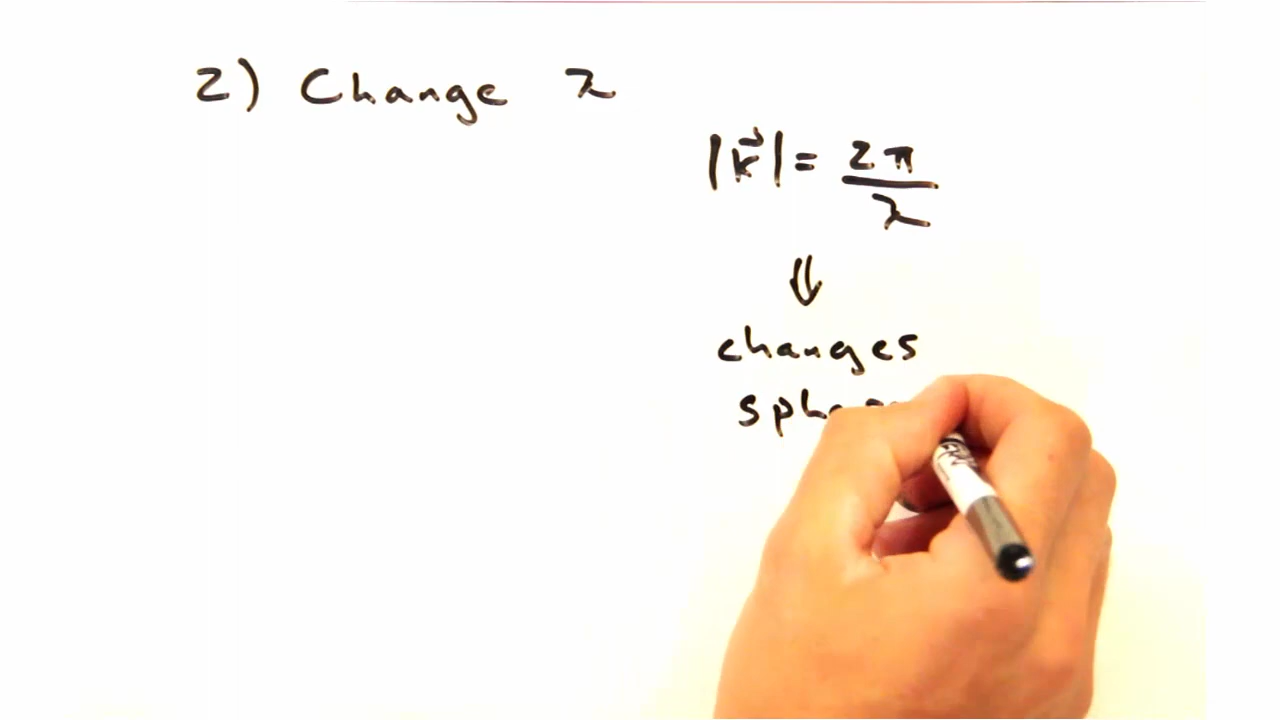 2) Change λ
|k⃗| = 2π
λ
⇓
changes